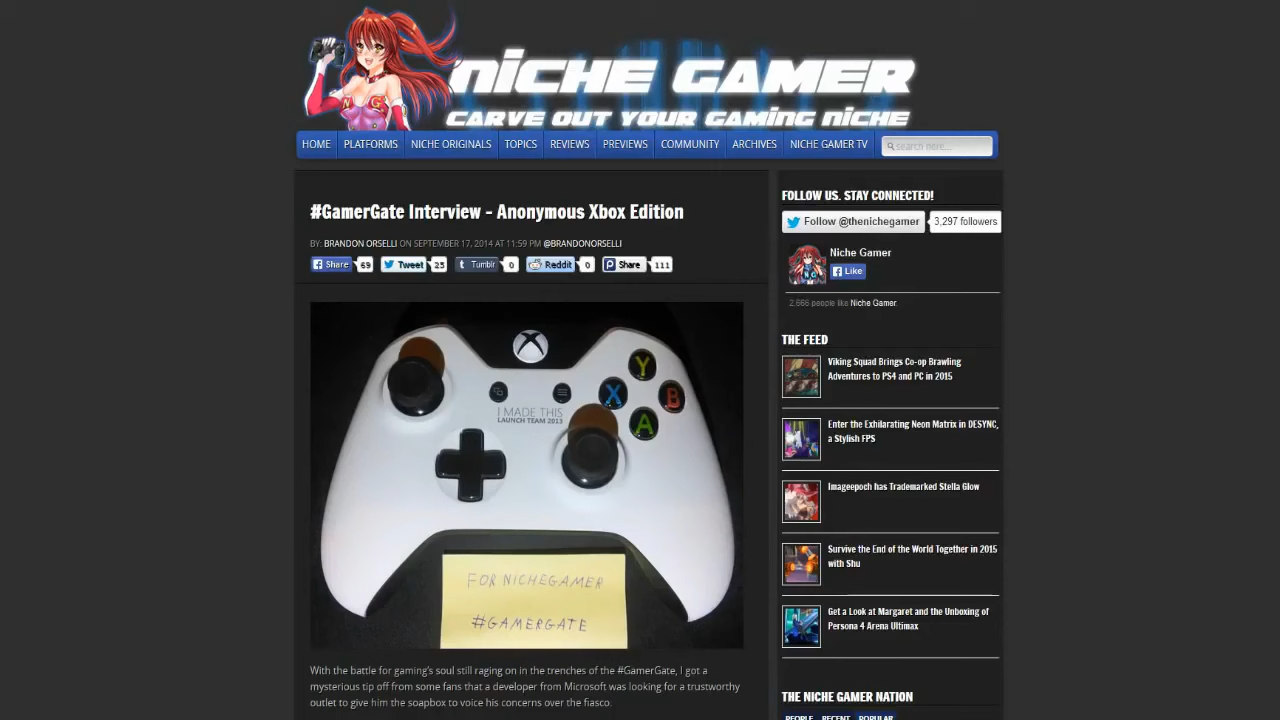 NICHE GAMER
CARVE OUT YOUR GAMING NICHE
N G
HOME PLATFORMS NICHE ORIGINALS TOPICS REVIEWS PREVIEWS COMMUNITY ARCHIVES NICHE GAMER TV search here...
#GamerGate Interview - Anonymous Xbox Edition
BY: BRANDON ORSELLI ON SEPTEMBER 17, 2014 AT 11:59 PM @BRANDONORSELLI
Share 69 Tweet 25 Tumblr 0 Reddit 0 Share 111
Y
X B
A
I MADE THIS
LAUNCH TEAM 2013
FOR NICHEGAMER
#GAMERGATE
With the battle for gaming's soul still raging on in the trenches of the #GamerGate, I got a
mysterious tip off from some fans that a developer from Microsoft was looking for a trustworthy
outlet to give him the soapbox to voice his concerns over the fiasco.
FOLLOW US. STAY CONNECTED!
Follow @thenichegamer 3,297 followers
Niche Gamer
Like
2,666 people like Niche Gamer.
THE FEED
Viking Squad Brings Co-op Brawling
Adventures to PS4 and PC in 2015
Enter the Exhilarating Neon Matrix in DESYNC,
a Stylish FPS
Imageepoch has Trademarked Stella Glow
Survive the End of the World Together in 2015
with Shu
Get a Look at Margaret and the Unboxing of
Persona 4 Arena Ultimax
THE NICHE GAMER NATION
PEOPLE RECENT POPULAR